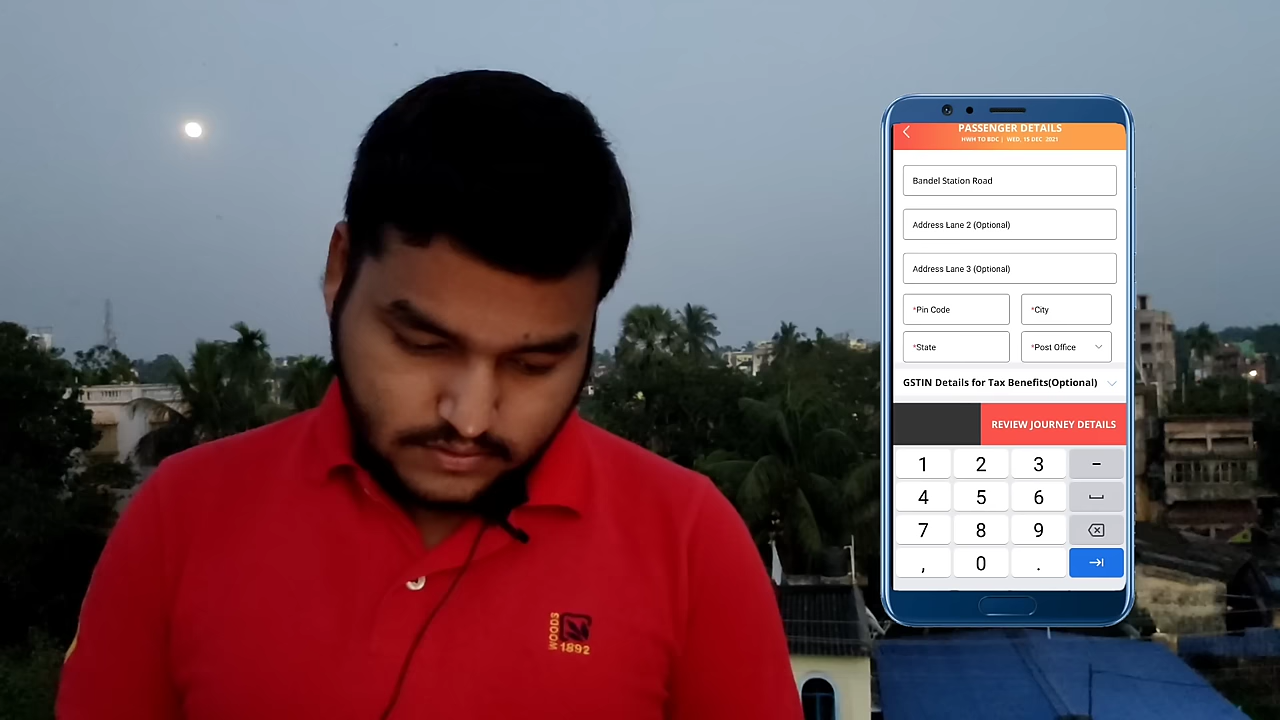 PASSENGER DETAILS
HWH TO BDC | WED, 15 DEC 2021
Bandel Station Road
Address Lane 2 (Optional)
Address Lane 3 (Optional)
*Pin Code
*City
*State
*Post Office
GSTIN Details for Tax Benefits(Optional)
REVIEW JOURNEY DETAILS
1 2 3 -
4 5 6
7 8 9
, 0 .
WOODS
1892